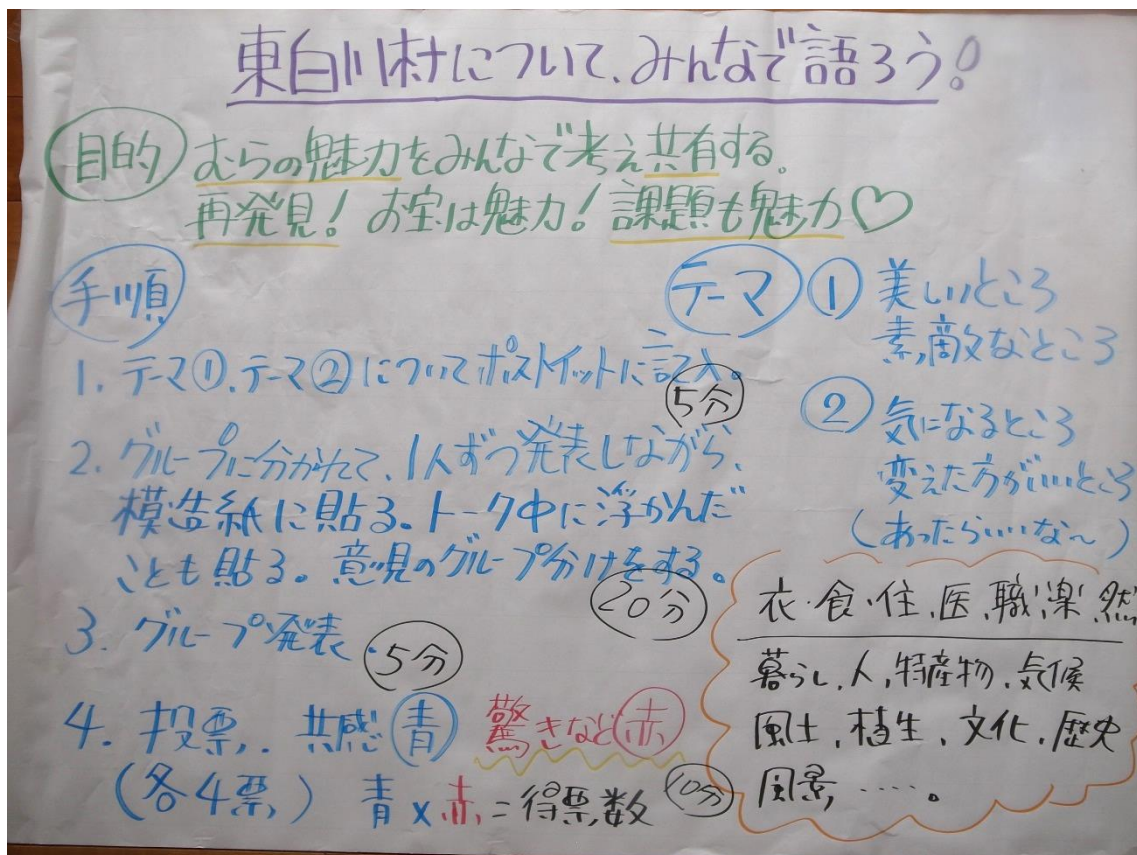 東白川村について、みんなで語ろう!
目的 むらの魅力をみんなで考え共有する。
再発見! お宝は魅力! 課題も魅力♡
手順
1. テーマ①、テーマ②についてポストイットに記入。
5分
2. グループに分かれて、1人ずつ発表しながら、
模造紙に貼る。トーク中に浮かんだ
ことも貼る。意見のグループ分けをする。
20分
3. グループ発表.
5分
4. 投票.. 共感青 驚きなど赤
(各4票) 青×赤=得票数 10分
テーマ ① 美しいところ
素敵なところ
② 気になるところ
変えた方がいいところ
(あったらいいな〜)
衣・食・住、医、職、楽、然
暮らし、人、特産物、気候
風土、植生、文化、歴史
風景、‥‥。